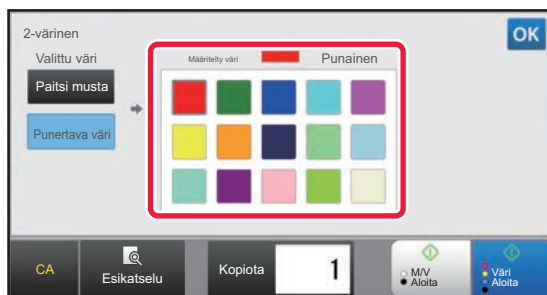 2-värinen
OK
Valittu väri
Määritelty väri
Punainen
Paitsi musta
Punertava väri
CA
Esikatselu
Kopiota
1
M/V
Aloita
Väri
Aloita